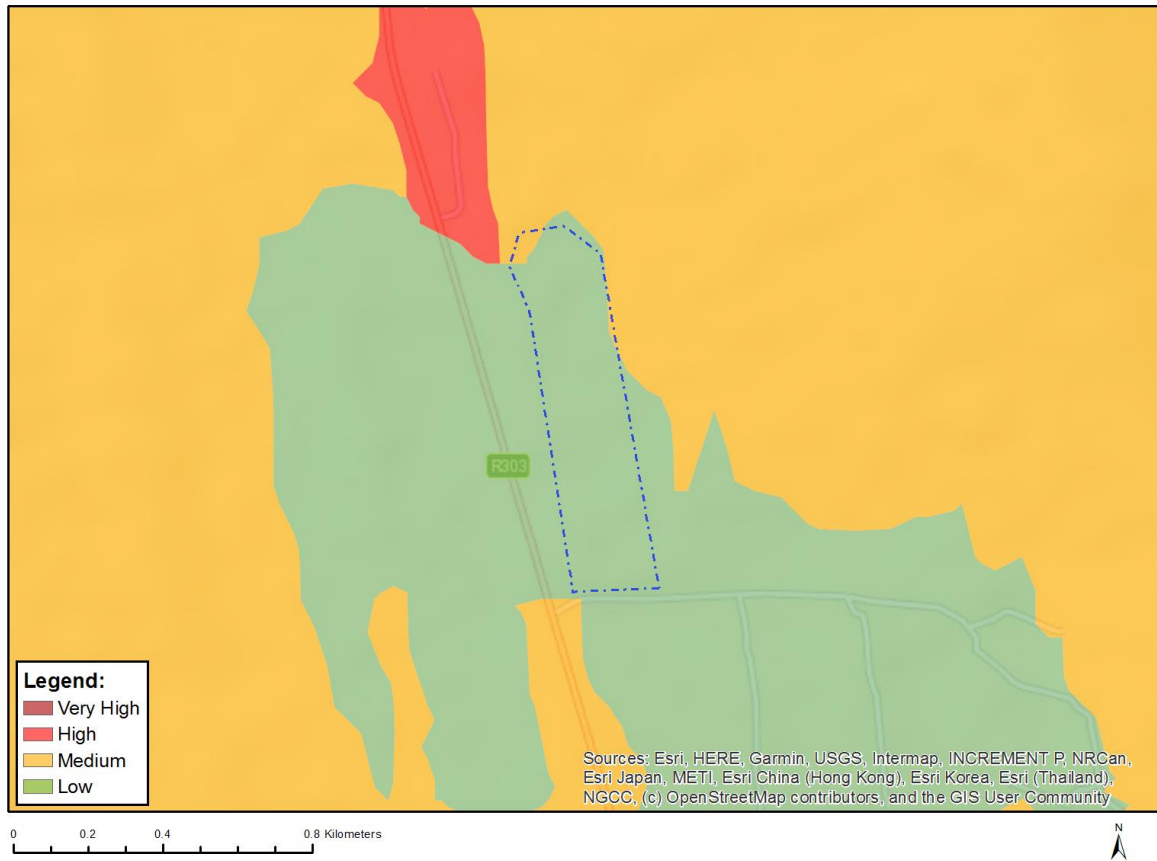 R303
Legend:
Very High
High
Medium
Low
Sources: Esri, HERE, Garmin, USGS, Intermap, INCREMENT P, NRCan,
Esri Japan, METI, Esri China (Hong Kong), Esri Korea, Esri (Thailand),
NGCC, (c) OpenStreetMap contributors, and the GIS User Community
0 0.2 0.4 0.8 Kilometers
N